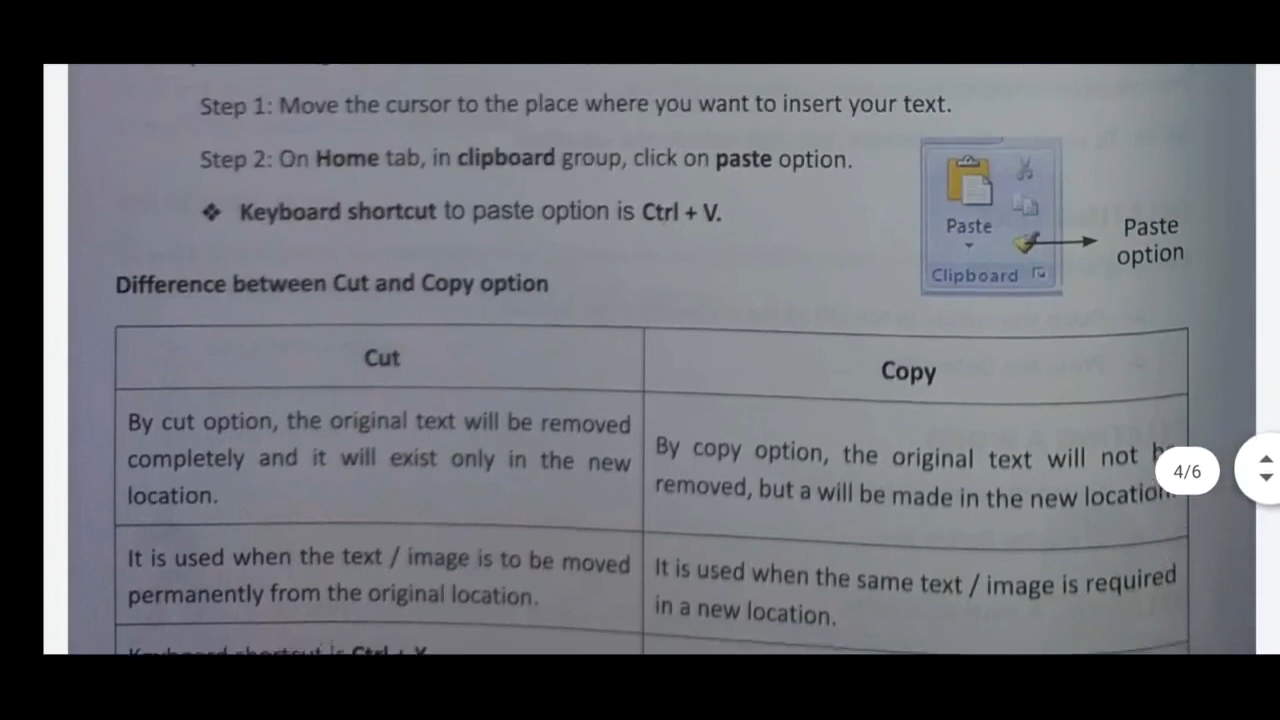 Step 1: Move the cursor to the place where you want to insert your text.
Step 2: On Home tab, in clipboard group, click on paste option.
❖ Keyboard shortcut to paste option is Ctrl + V.
Paste
Clipboard
Paste
option
Difference between Cut and Copy option
Cut
Copy
By cut option, the original text will be removed
completely and it will exist only in the new
location.
By copy option, the original text will not
removed, but a will be made in the new location.
4/6
It is used when the text / image is to be moved
permanently from the original location.
It is used when the same text / image is required
in a new location.
Keyboard shortcut is Ctrl + X